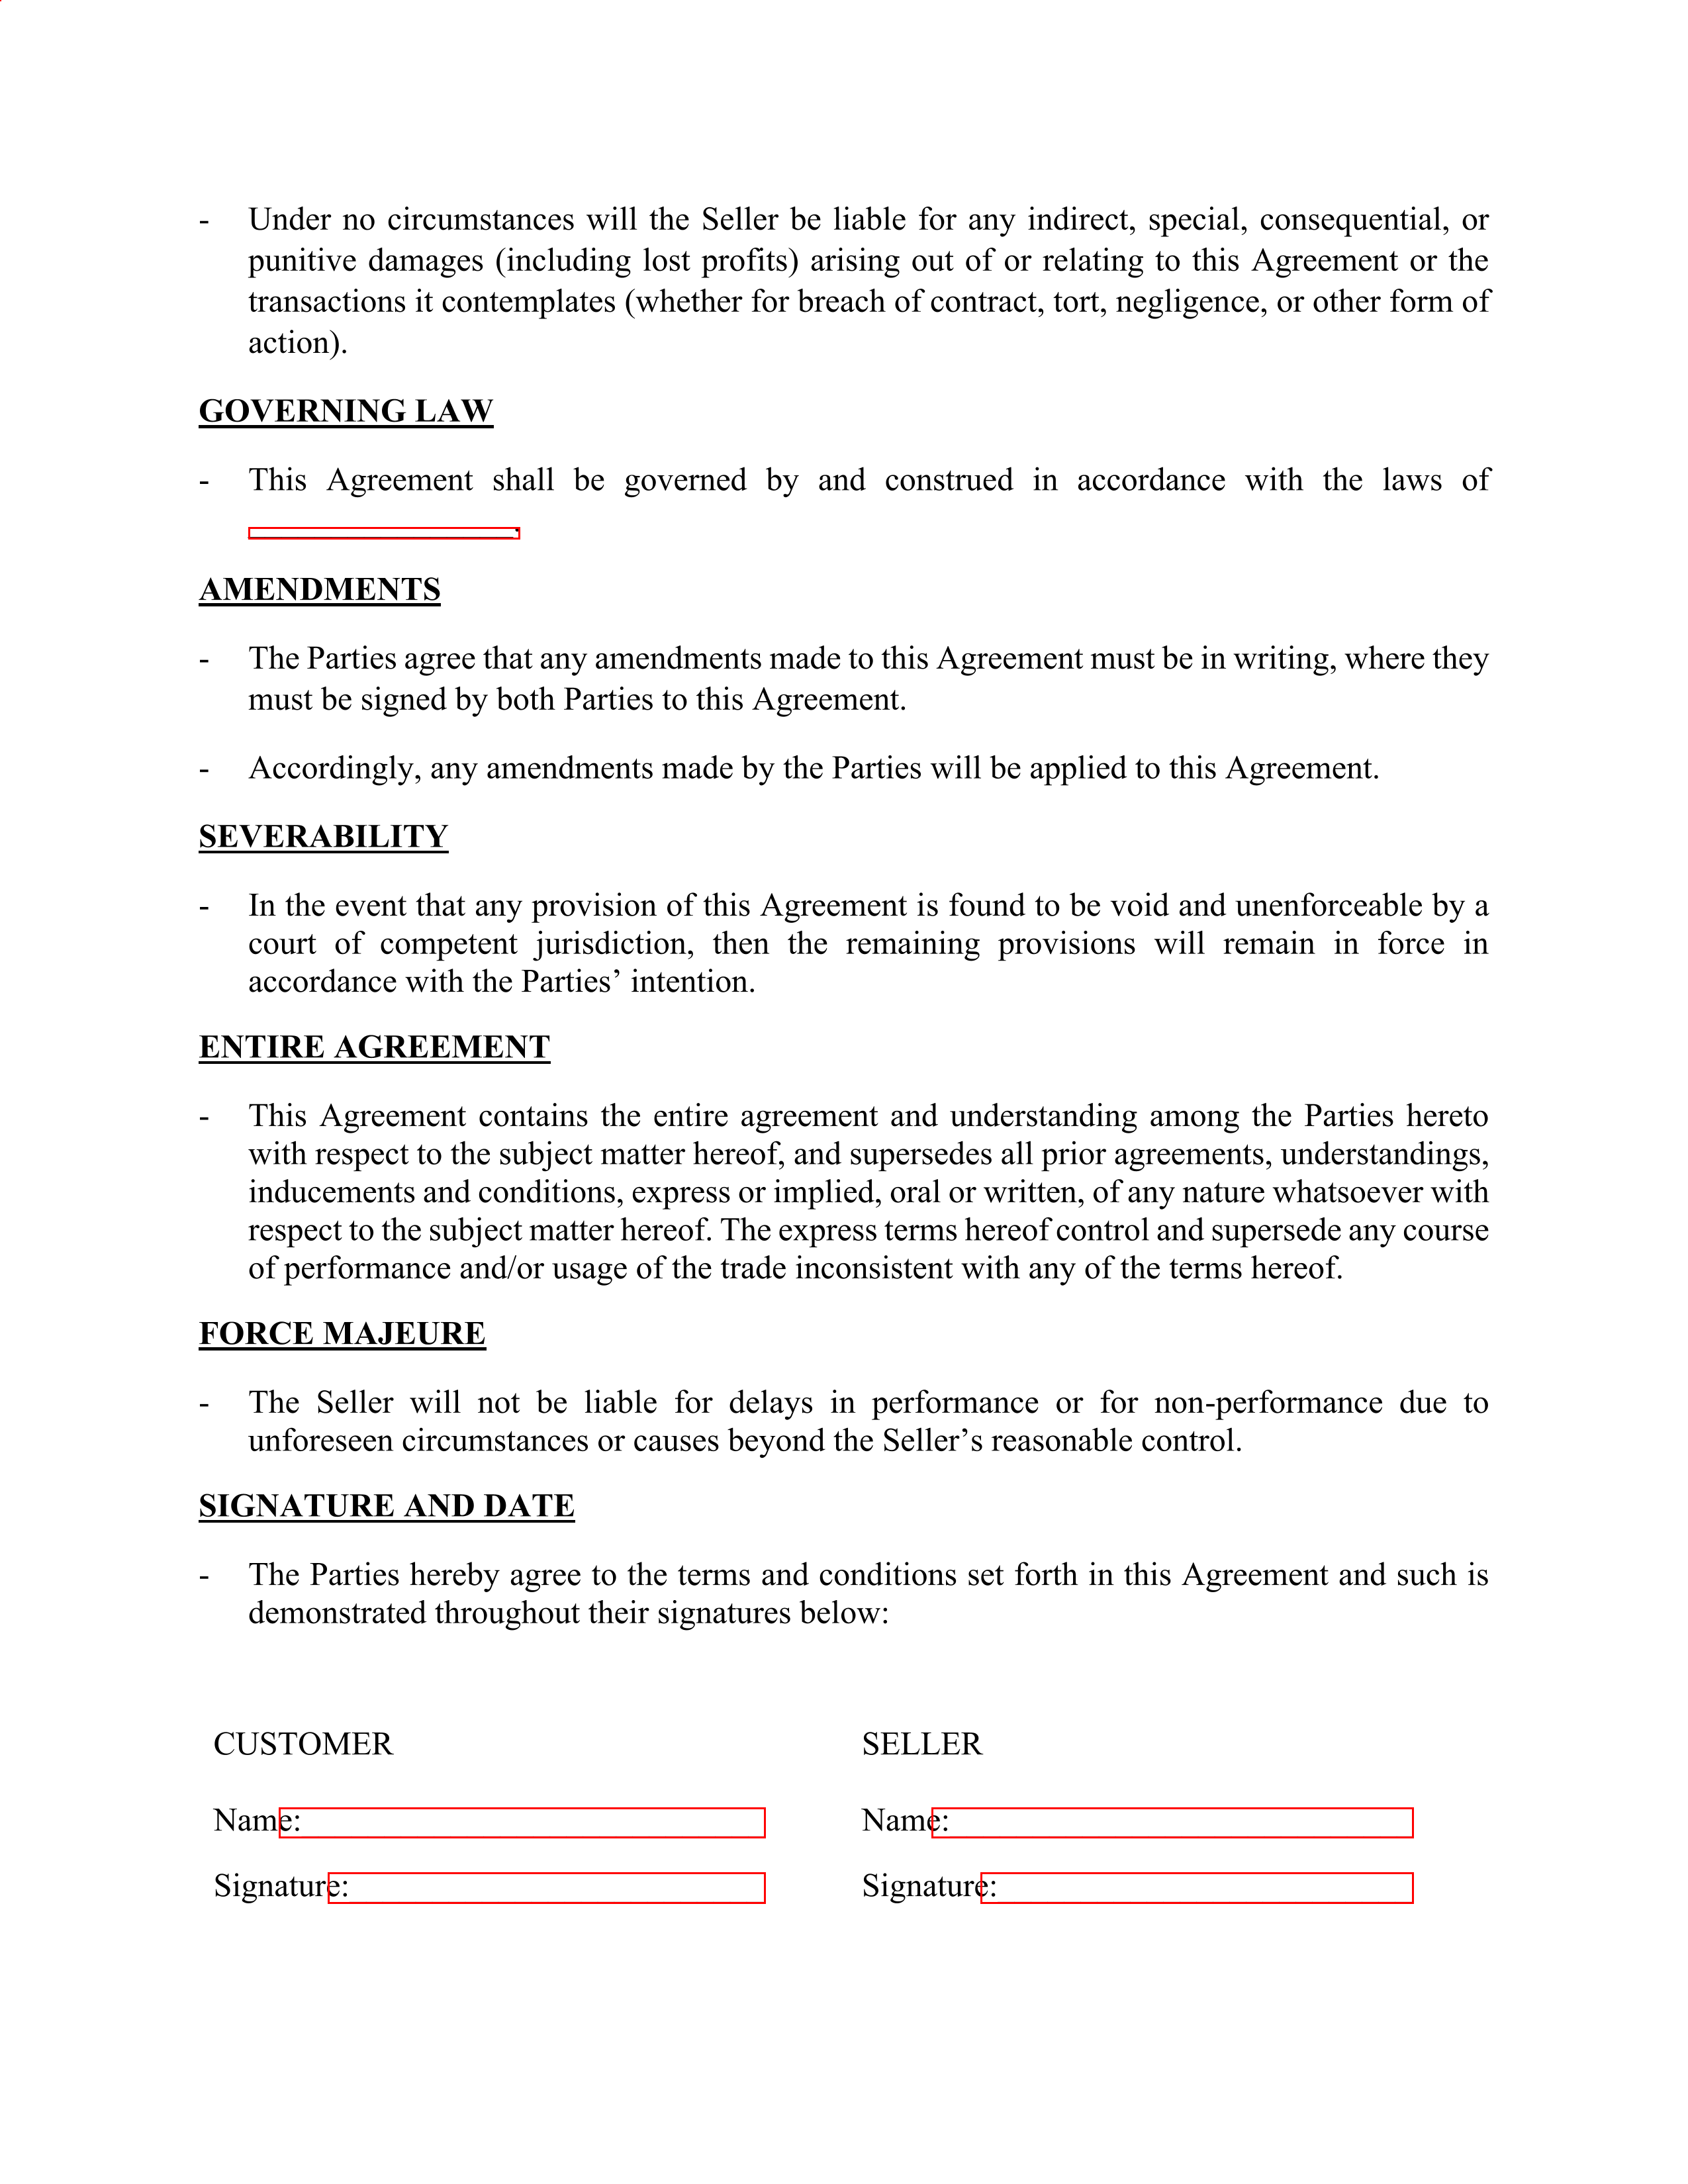 - Under no circumstances will the Seller be liable for any indirect, special, consequential, or
punitive damages (including lost profits) arising out of or relating to this Agreement or the
transactions it contemplates (whether for breach of contract, tort, negligence, or other form of
action).
GOVERNING LAW
- This Agreement shall be governed by and construed in accordance with the laws of
________________.
AMENDMENTS
- The Parties agree that any amendments made to this Agreement must be in writing, where they
must be signed by both Parties to this Agreement.
- Accordingly, any amendments made by the Parties will be applied to this Agreement.
SEVERABILITY
- In the event that any provision of this Agreement is found to be void and unenforceable by a
court of competent jurisdiction, then the remaining provisions will remain in force in
accordance with the Parties’ intention.
ENTIRE AGREEMENT
- This Agreement contains the entire agreement and understanding among the Parties hereto
with respect to the subject matter hereof, and supersedes all prior agreements, understandings,
inducements and conditions, express or implied, oral or written, of any nature whatsoever with
respect to the subject matter hereof. The express terms hereof control and supersede any course
of performance and/or usage of the trade inconsistent with any of the terms hereof.
FORCE MAJEURE
- The Seller will not be liable for delays in performance or for non-performance due to
unforeseen circumstances or causes beyond the Seller’s reasonable control.
SIGNATURE AND DATE
- The Parties hereby agree to the terms and conditions set forth in this Agreement and such is
demonstrated throughout their signatures below:
CUSTOMER
Name:
Signature:
SELLER
Name:
Signature: